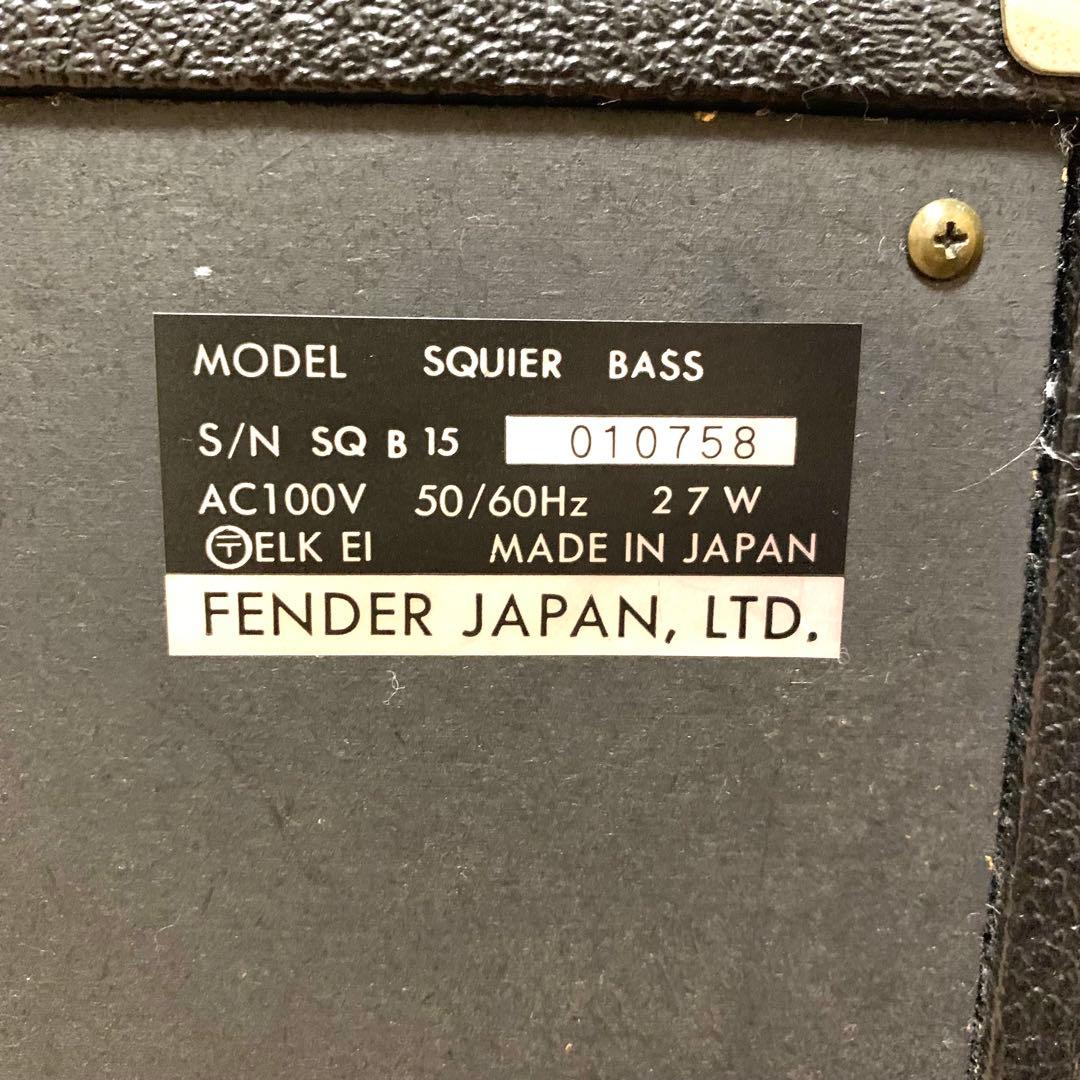 MODEL SQUIER BASS
S/N SQ B 15 010758
AC100V 50/60Hz 27W
〶ELK EI MADE IN JAPAN
FENDER JAPAN, LTD.